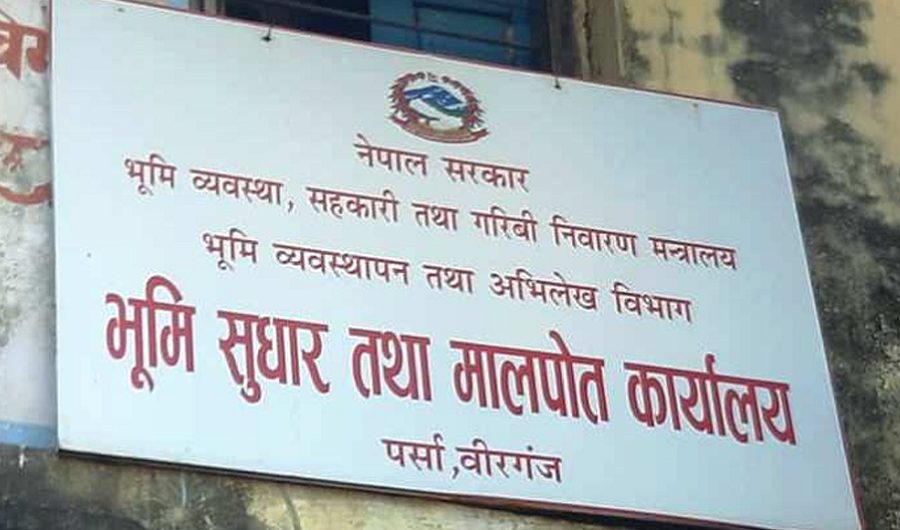 नेपाल सरकार
भूमि व्यवस्था, सहकारी तथा गरिबी निवारण मन्त्रालय
भूमि व्यवस्थापन तथा अभिलेख विभाग
भूमि सुधार तथा मालपोत कार्यालय
पर्सा,वीरगंज